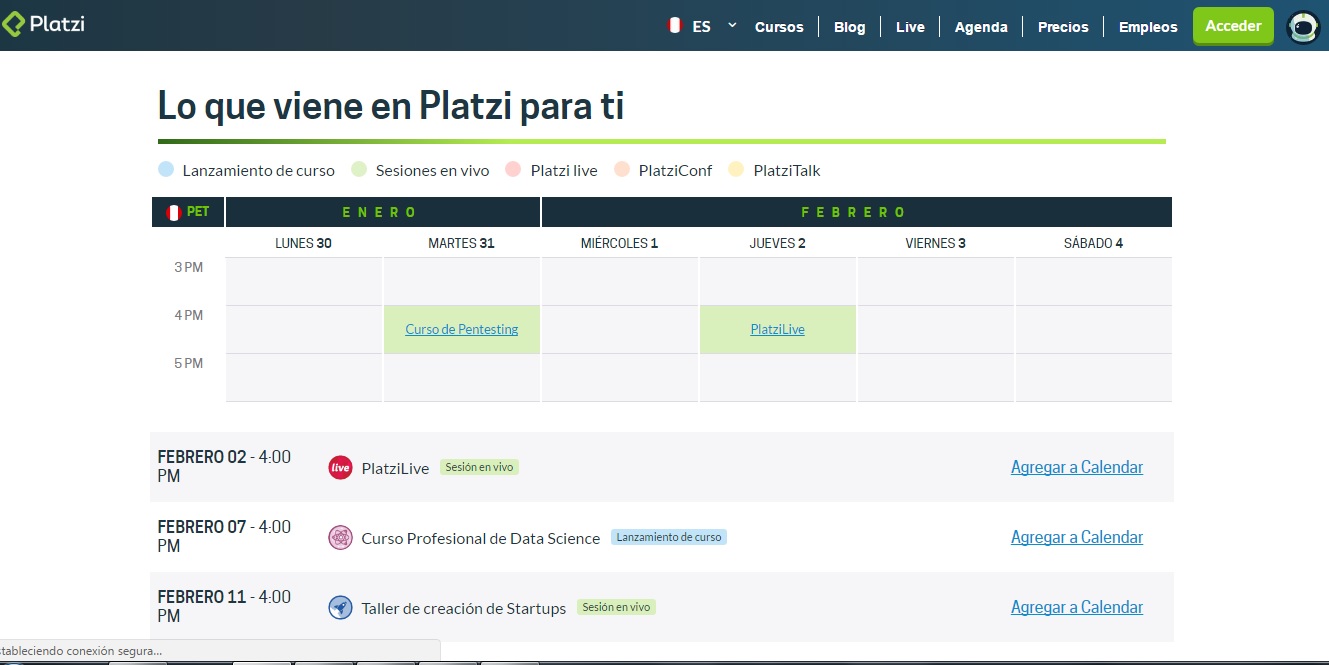 Platzi
ES
Cursos
Blog
Live
Agenda
Precios
Empleos
Acceder
Lo que viene en Platzi para ti
Lanzamiento de curso
Sesiones en vivo
Platzi live
PlatziConf
PlatziTalk
PET
ENERO
FEBRERO
LUNES 30
MARTES 31
MIÉRCOLES 1
JUEVES 2
VIERNES 3
SÁBADO 4
3 PM
4 PM
Curso de Pentesting
PlatziLive
5 PM
FEBRERO 02 - 4:00
PM
live
PlatziLive
Sesión en vivo
Agregar a Calendar
FEBRERO 07 - 4:00
PM
Curso Profesional de Data Science
Lanzamiento de curso
Agregar a Calendar
FEBRERO 11 - 4:00
PM
Taller de creación de Startups
Sesión en vivo
Agregar a Calendar
stableciendo conexión segura...